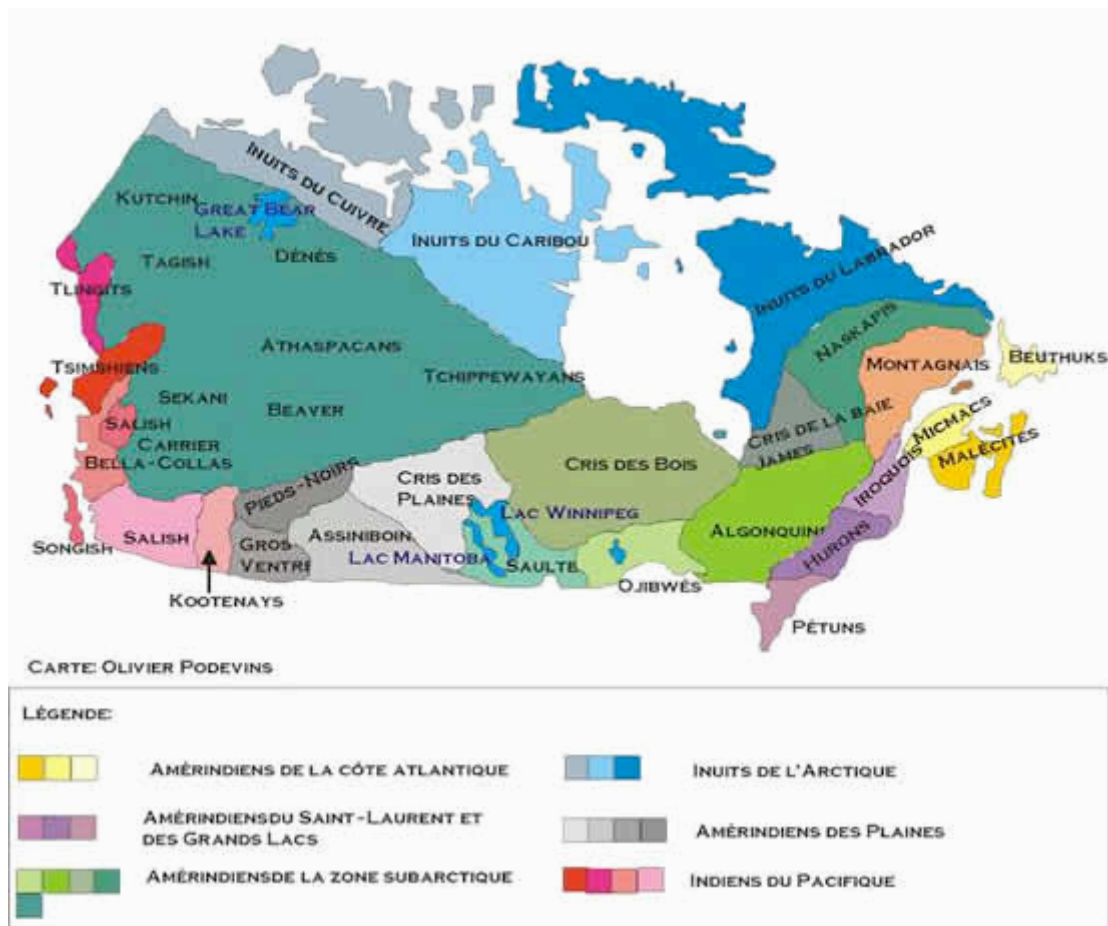 Inuits du Cuivre
Kutchin
Great Bear
Lake
Inuits du Caribou
Dénés
Tagish
Inuits du Labrador
Tlingits
Naskapis
Athaspacans
Tsimshiens
Montagnais
Beuthuks
Tchippewayans
Sekani
Beaver
Salish
Carrier
Cris de la baie
James
Micmacs
Malécites
Bella-Collas
Cris des
Plaines
Cris des Bois
Iroquois
Pieds-Noirs
Lac Winnipeg
Algonquins
Salish
Songish
Gros
Ventre
Assiniboin
Lac Manitoba
Saulte
Hurons
Ojibwés
Kootenays
Pétuns
Carte: Olivier Podevins
Légende:
Amérindiens de la côte atlantique
Inuits de l'Arctique
Amérindiensdu Saint-Laurent et
des Grands Lacs
Amérindiens des Plaines
Amérindiensde la zone subarctique
Indiens du Pacifique